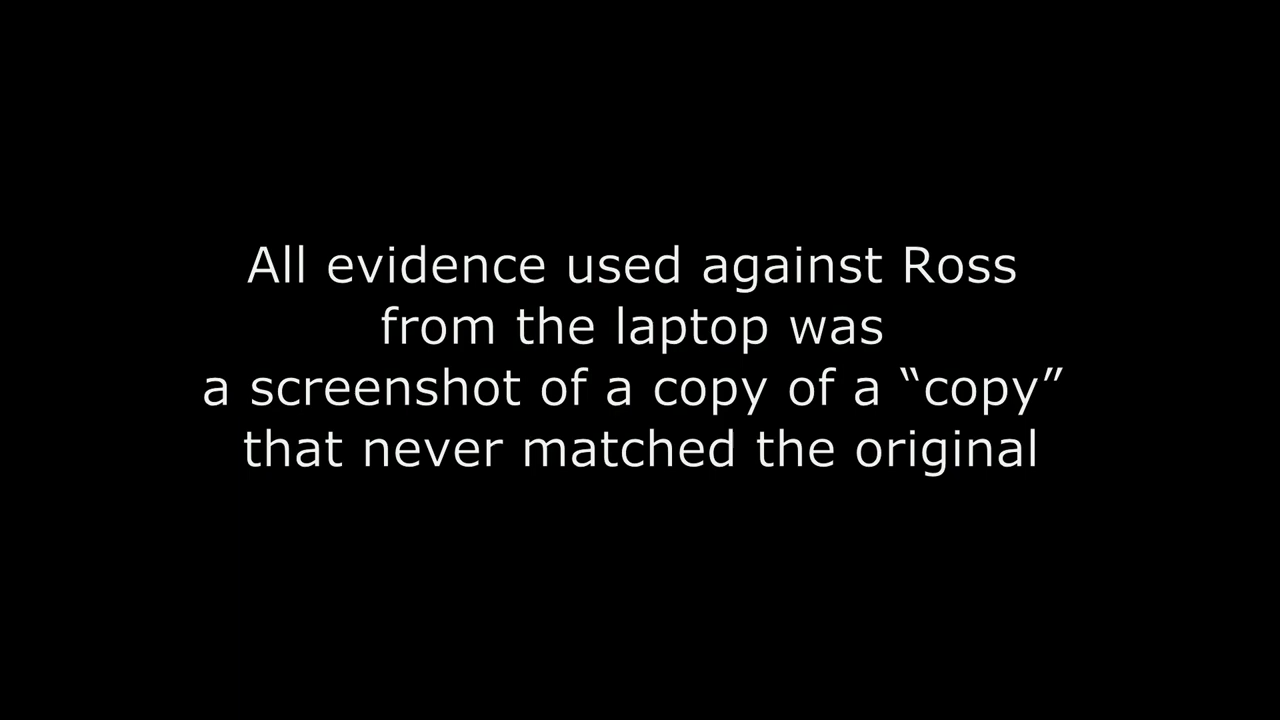 All evidence used against Ross
from the laptop was
a screenshot of a copy of a “copy”
that never matched the original